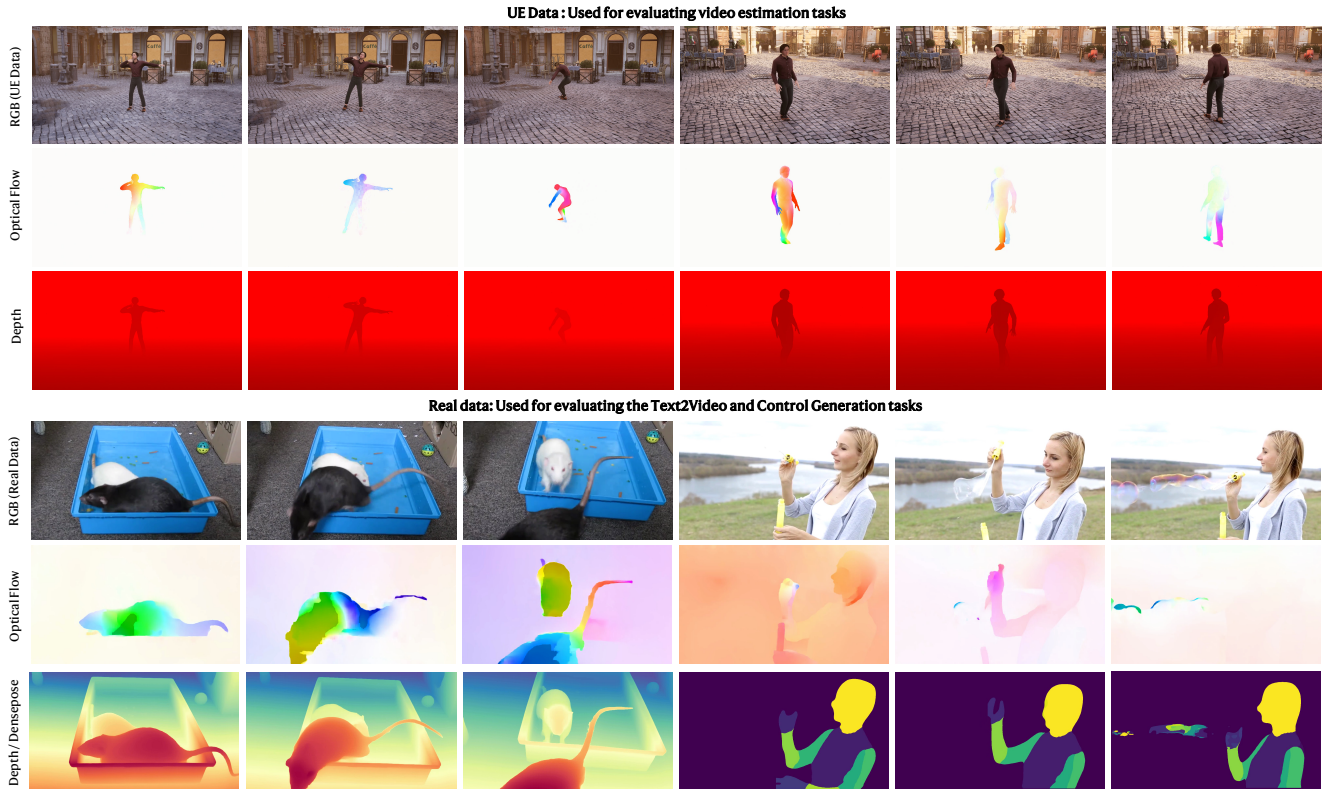 UE Data : Used for evaluating video estimation tasks
RGB (UE Data)
Optical Flow
Depth
Real data: Used for evaluating the Text2Video and Control Generation tasks
RGB (Real Data)
Optical Flow
Depth / Densepose